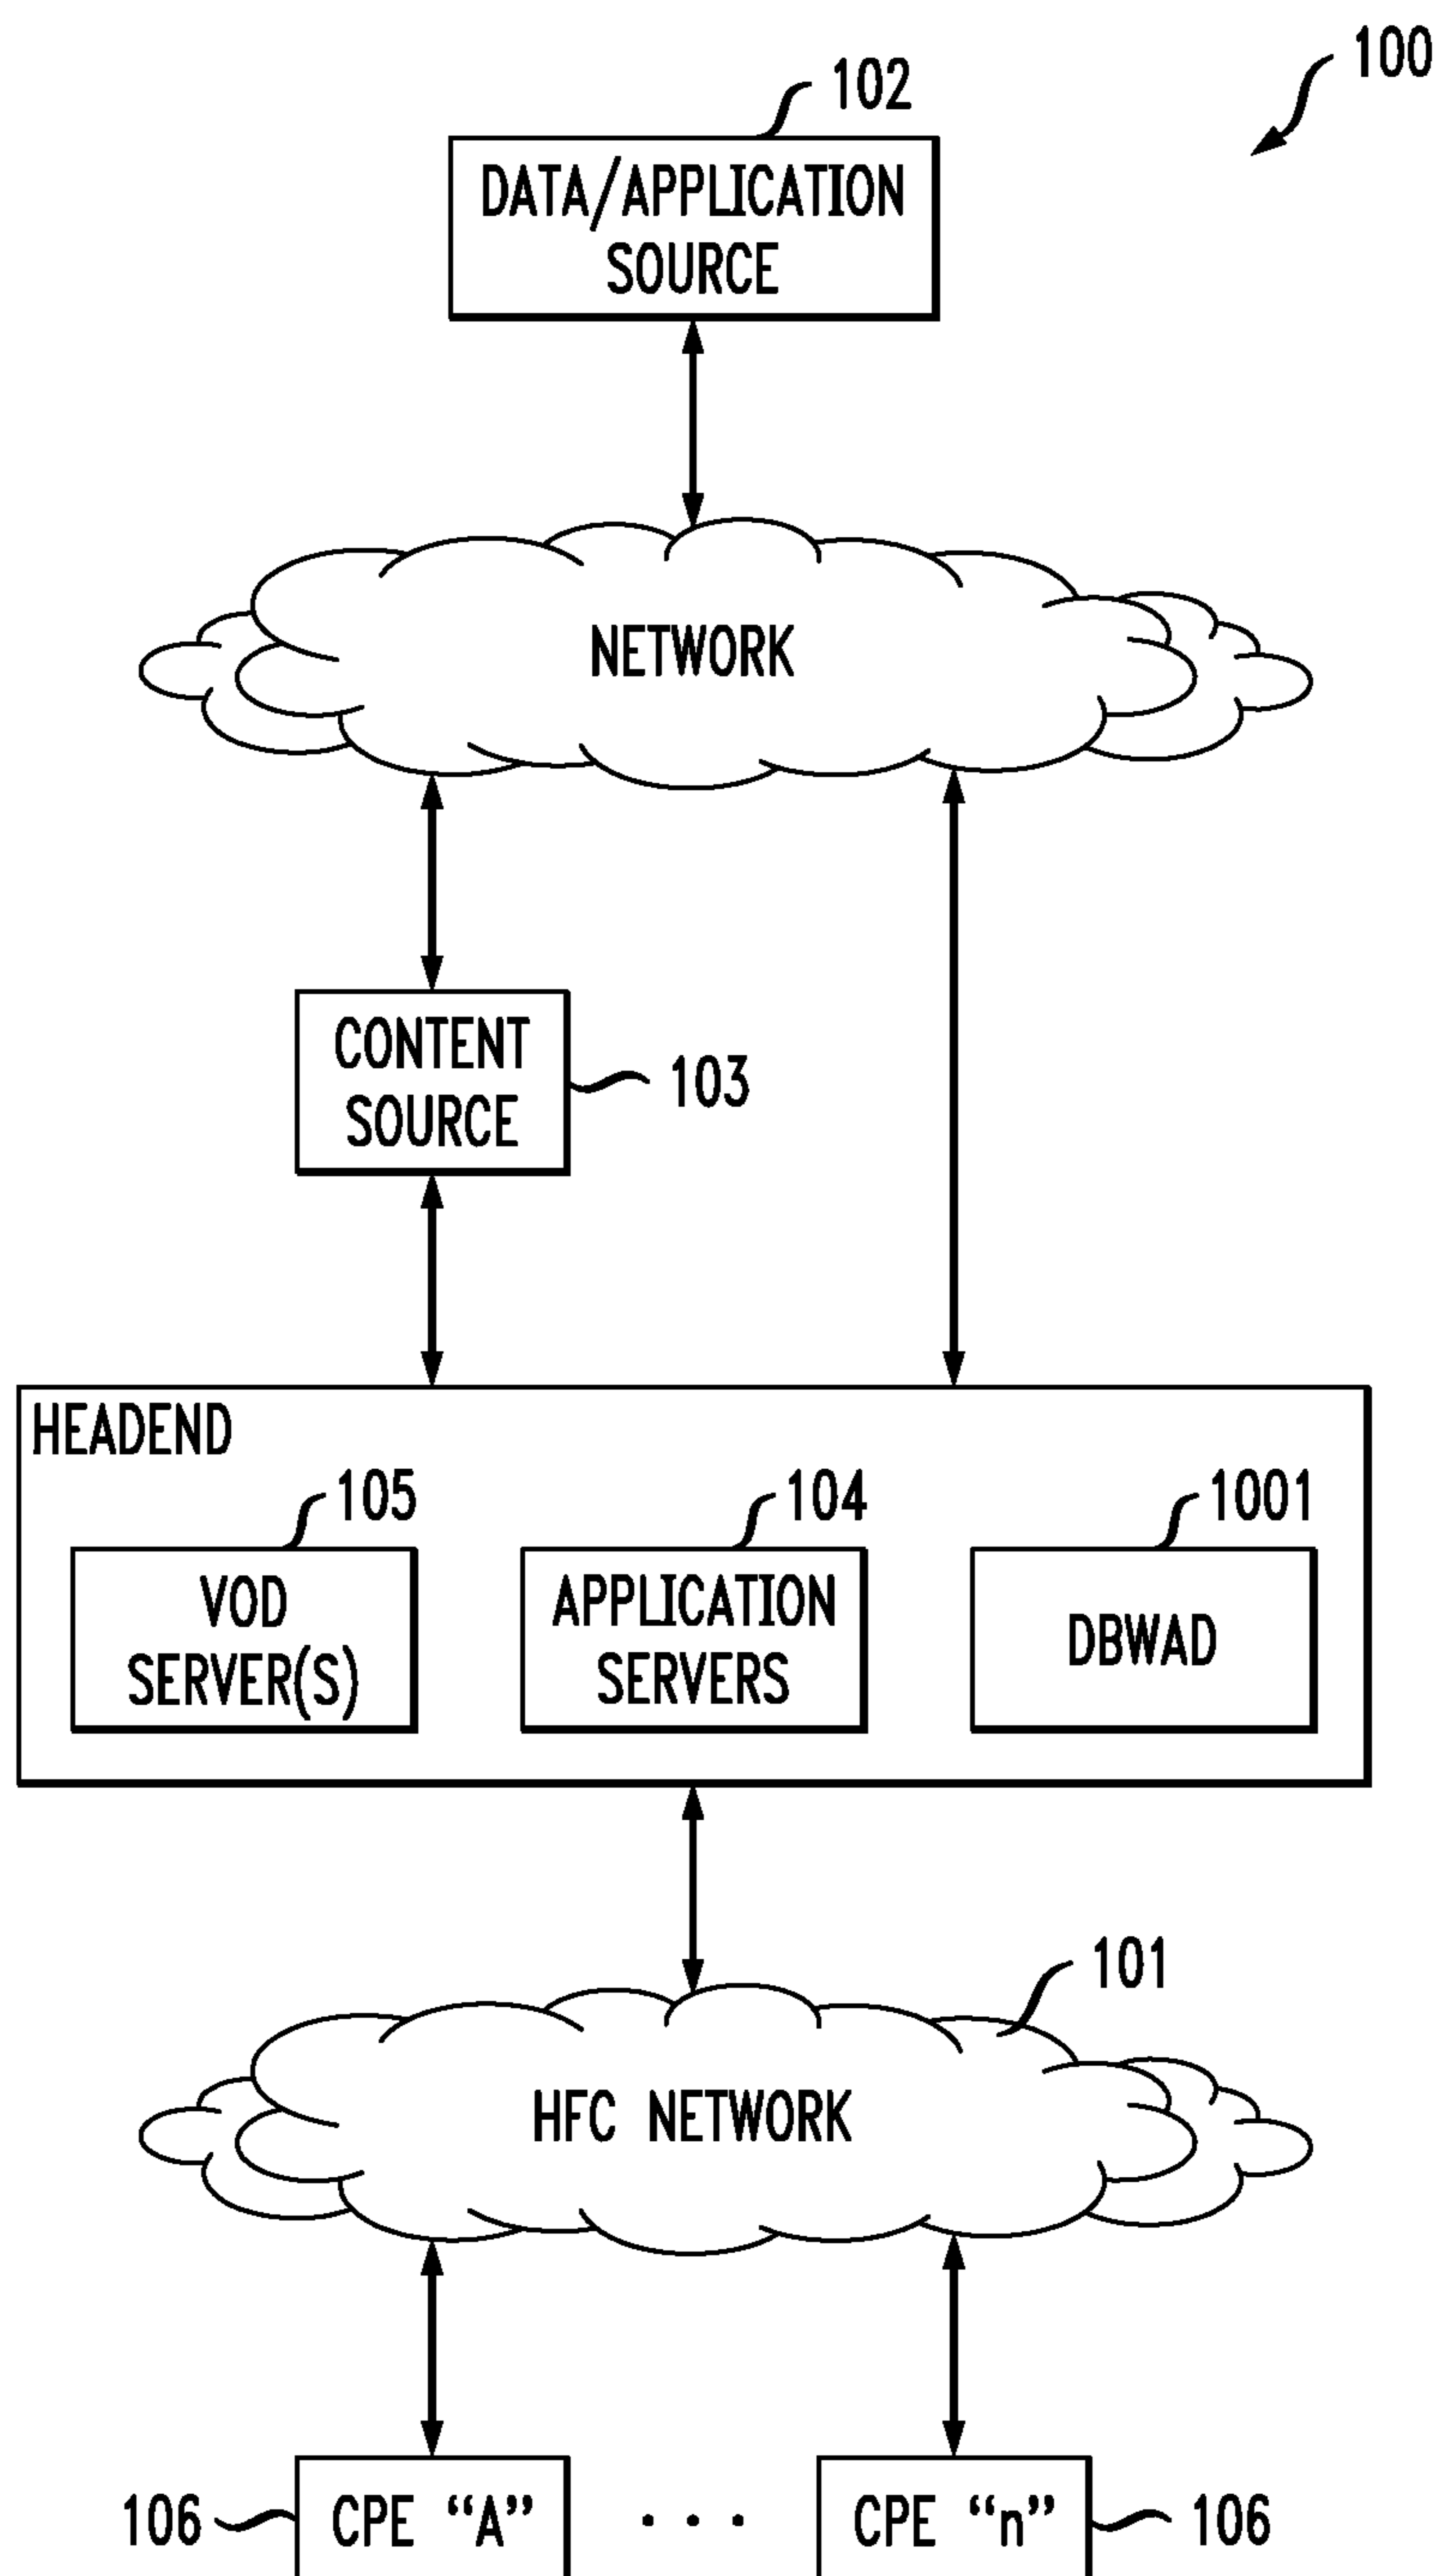 100
102
DATA/APPLICATION
SOURCE
NETWORK
CONTENT
SOURCE
103
HEADEND
105
104
1001
VOD
SERVER(S)
APPLICATION
SERVERS
DBWAD
101
HFC NETWORK
106
CPE “A”
. . .
CPE “n”
106